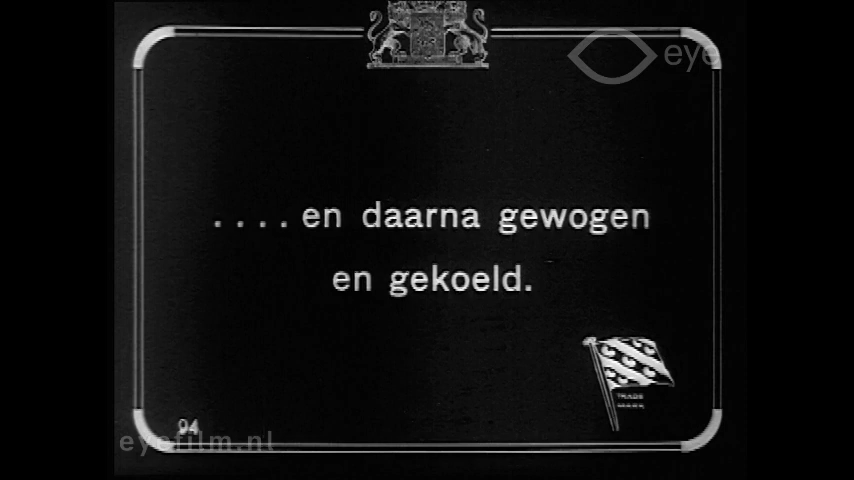 eye
. . . . en daarna gewogen
en gekoeld.
TRADE
MARK
94
eyefilm.nl